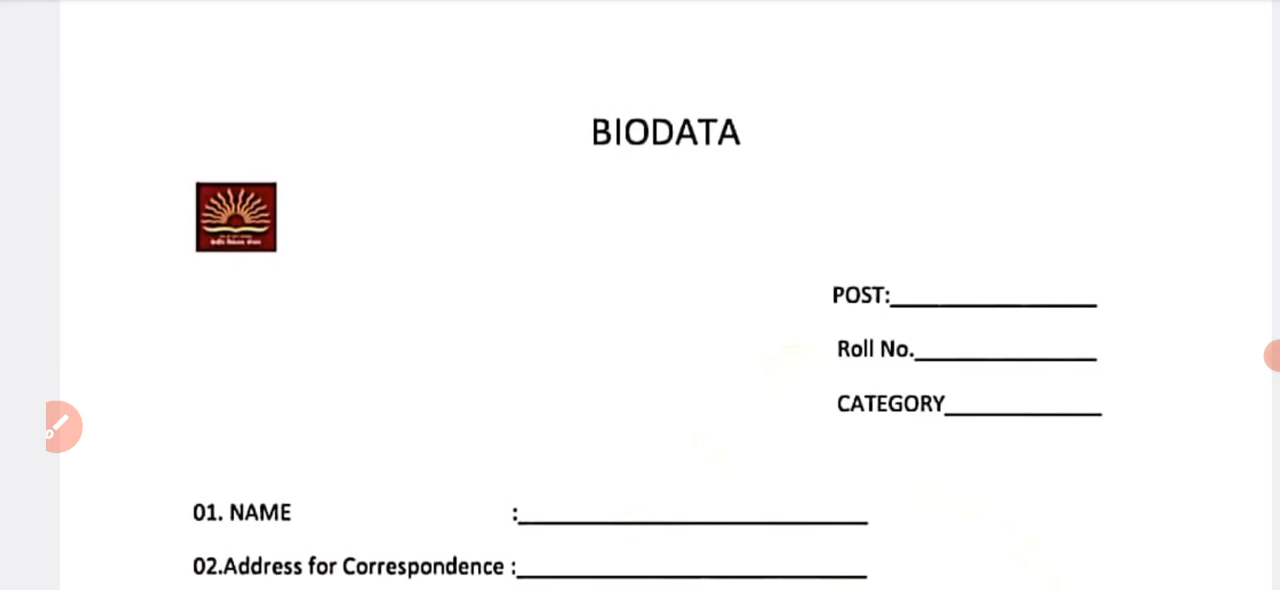 BIODATA
POST:
Roll No.
CATEGORY
01. NAME :
02.Address for Correspondence :